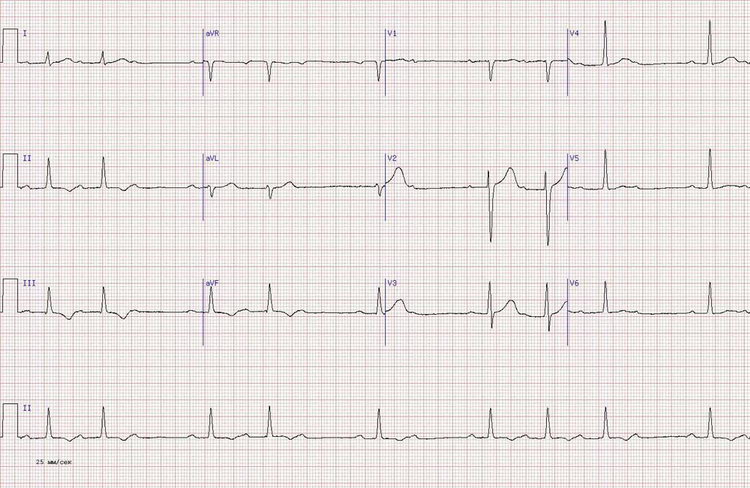 I aVR V1 V4
II aVL V2 V5
III aVF V3 V6
II
25 мм/сек